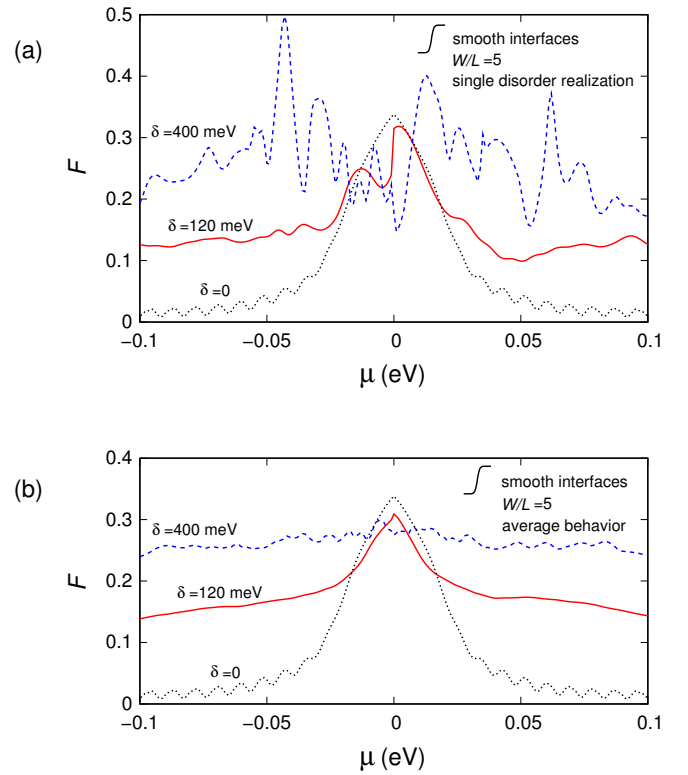 (a)
0.5
smooth interfaces
W/L=5
single disorder realization
0.4
δ=400 meV
0.3
F
0.2
δ=120 meV
0.1
δ=0
0
−0.1 −0.05 0 0.05 0.1
μ (eV)
(b)
0.4
smooth interfaces
W/L=5
average behavior
δ=400 meV
0.3
F
0.2
δ=120 meV
0.1
δ=0
0
−0.1 −0.05 0 0.05 0.1
μ (eV)